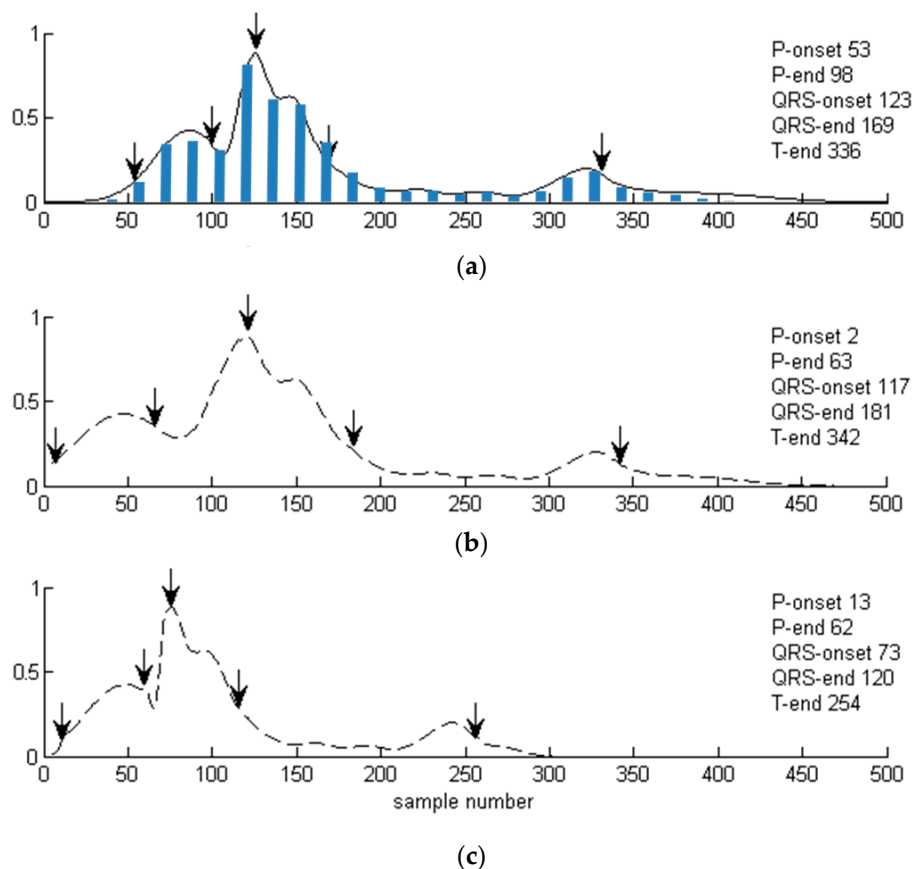 1
0.5
0
0 50 100 150 200 250 300 350 400 450 500
P-onset 53
P-end 98
QRS-onset 123
QRS-end 169
T-end 336
(a)
1
0.5
0
0 50 100 150 200 250 300 350 400 450 500
P-onset 2
P-end 63
QRS-onset 117
QRS-end 181
T-end 342
(b)
1
0.5
0
0 50 100 150 200 250 300 350 400 450 500
P-onset 13
P-end 62
QRS-onset 73
QRS-end 120
T-end 254
sample number
(c)